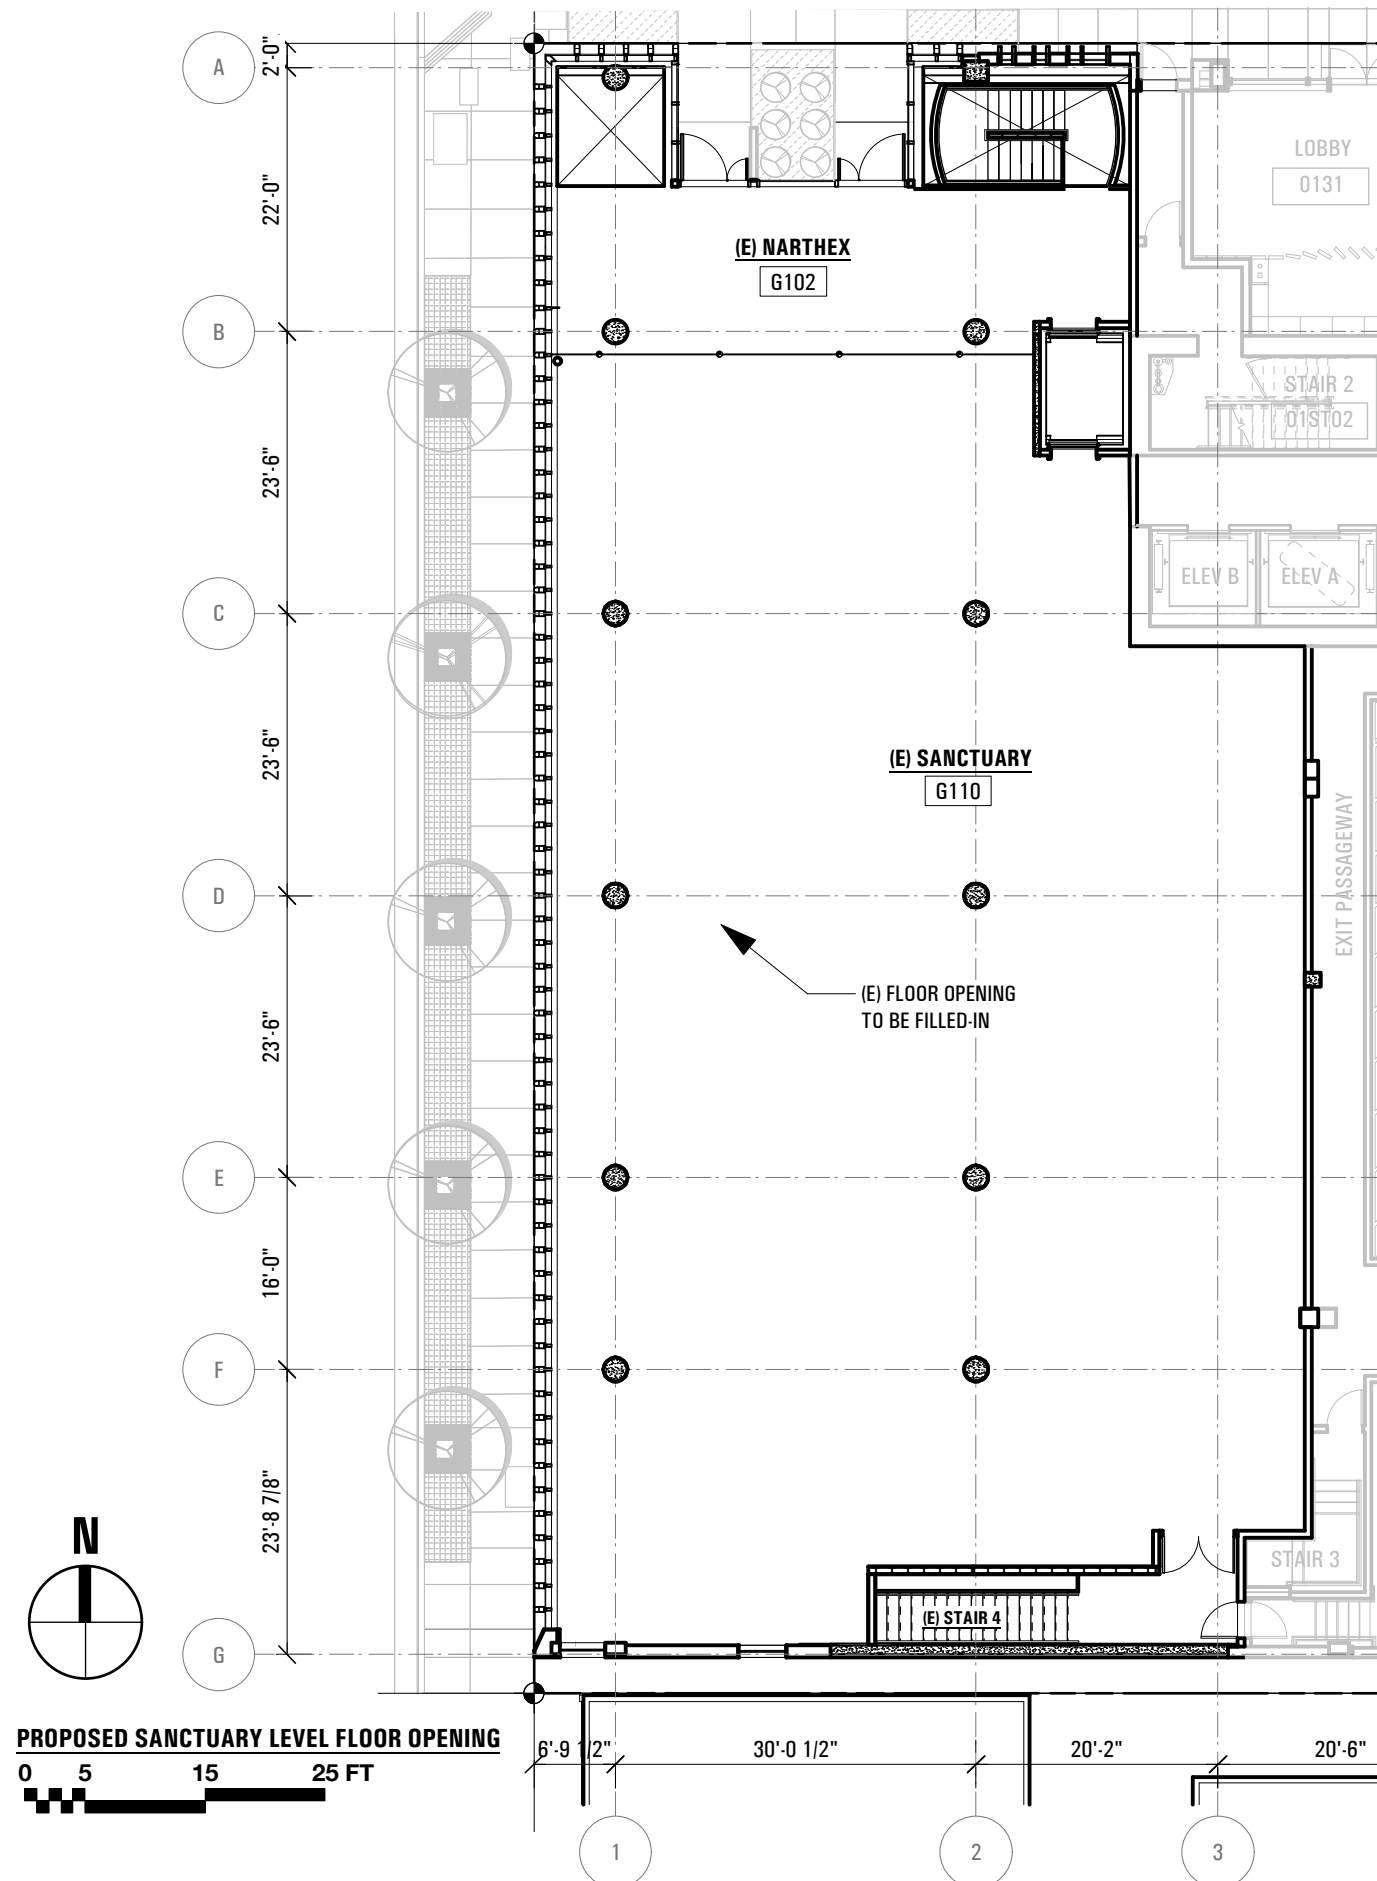 A
2'-0"
LOBBY
0131
22'-0"
(E) NARTHEX
G102
B
STAIR 2
01ST02
23'-6"
ELEV B
ELEV A
C
23'-6"
(E) SANCTUARY
G110
EXIT PASSAGEWAY
D
(E) FLOOR OPENING
TO BE FILLED-IN
23'-6"
E
16'-0"
F
23'-8 7/8"
N
STAIR 3
(E) STAIR 4
G
PROPOSED SANCTUARY LEVEL FLOOR OPENING
0 5 15 25 FT
6'-9 1/2" 30'-0 1/2" 20'-2" 20'-6"
1 2 3